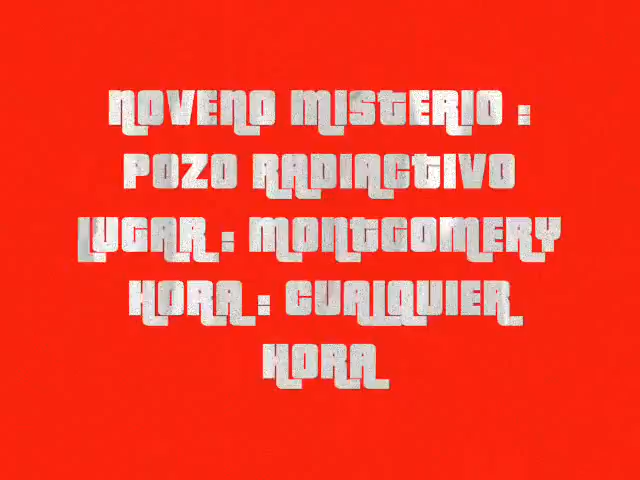 NOVENO MISTERIO :
POZO RADIACTIVO
LUGAR : MONTGOMERY
HORA : CUALQUIER
HORA